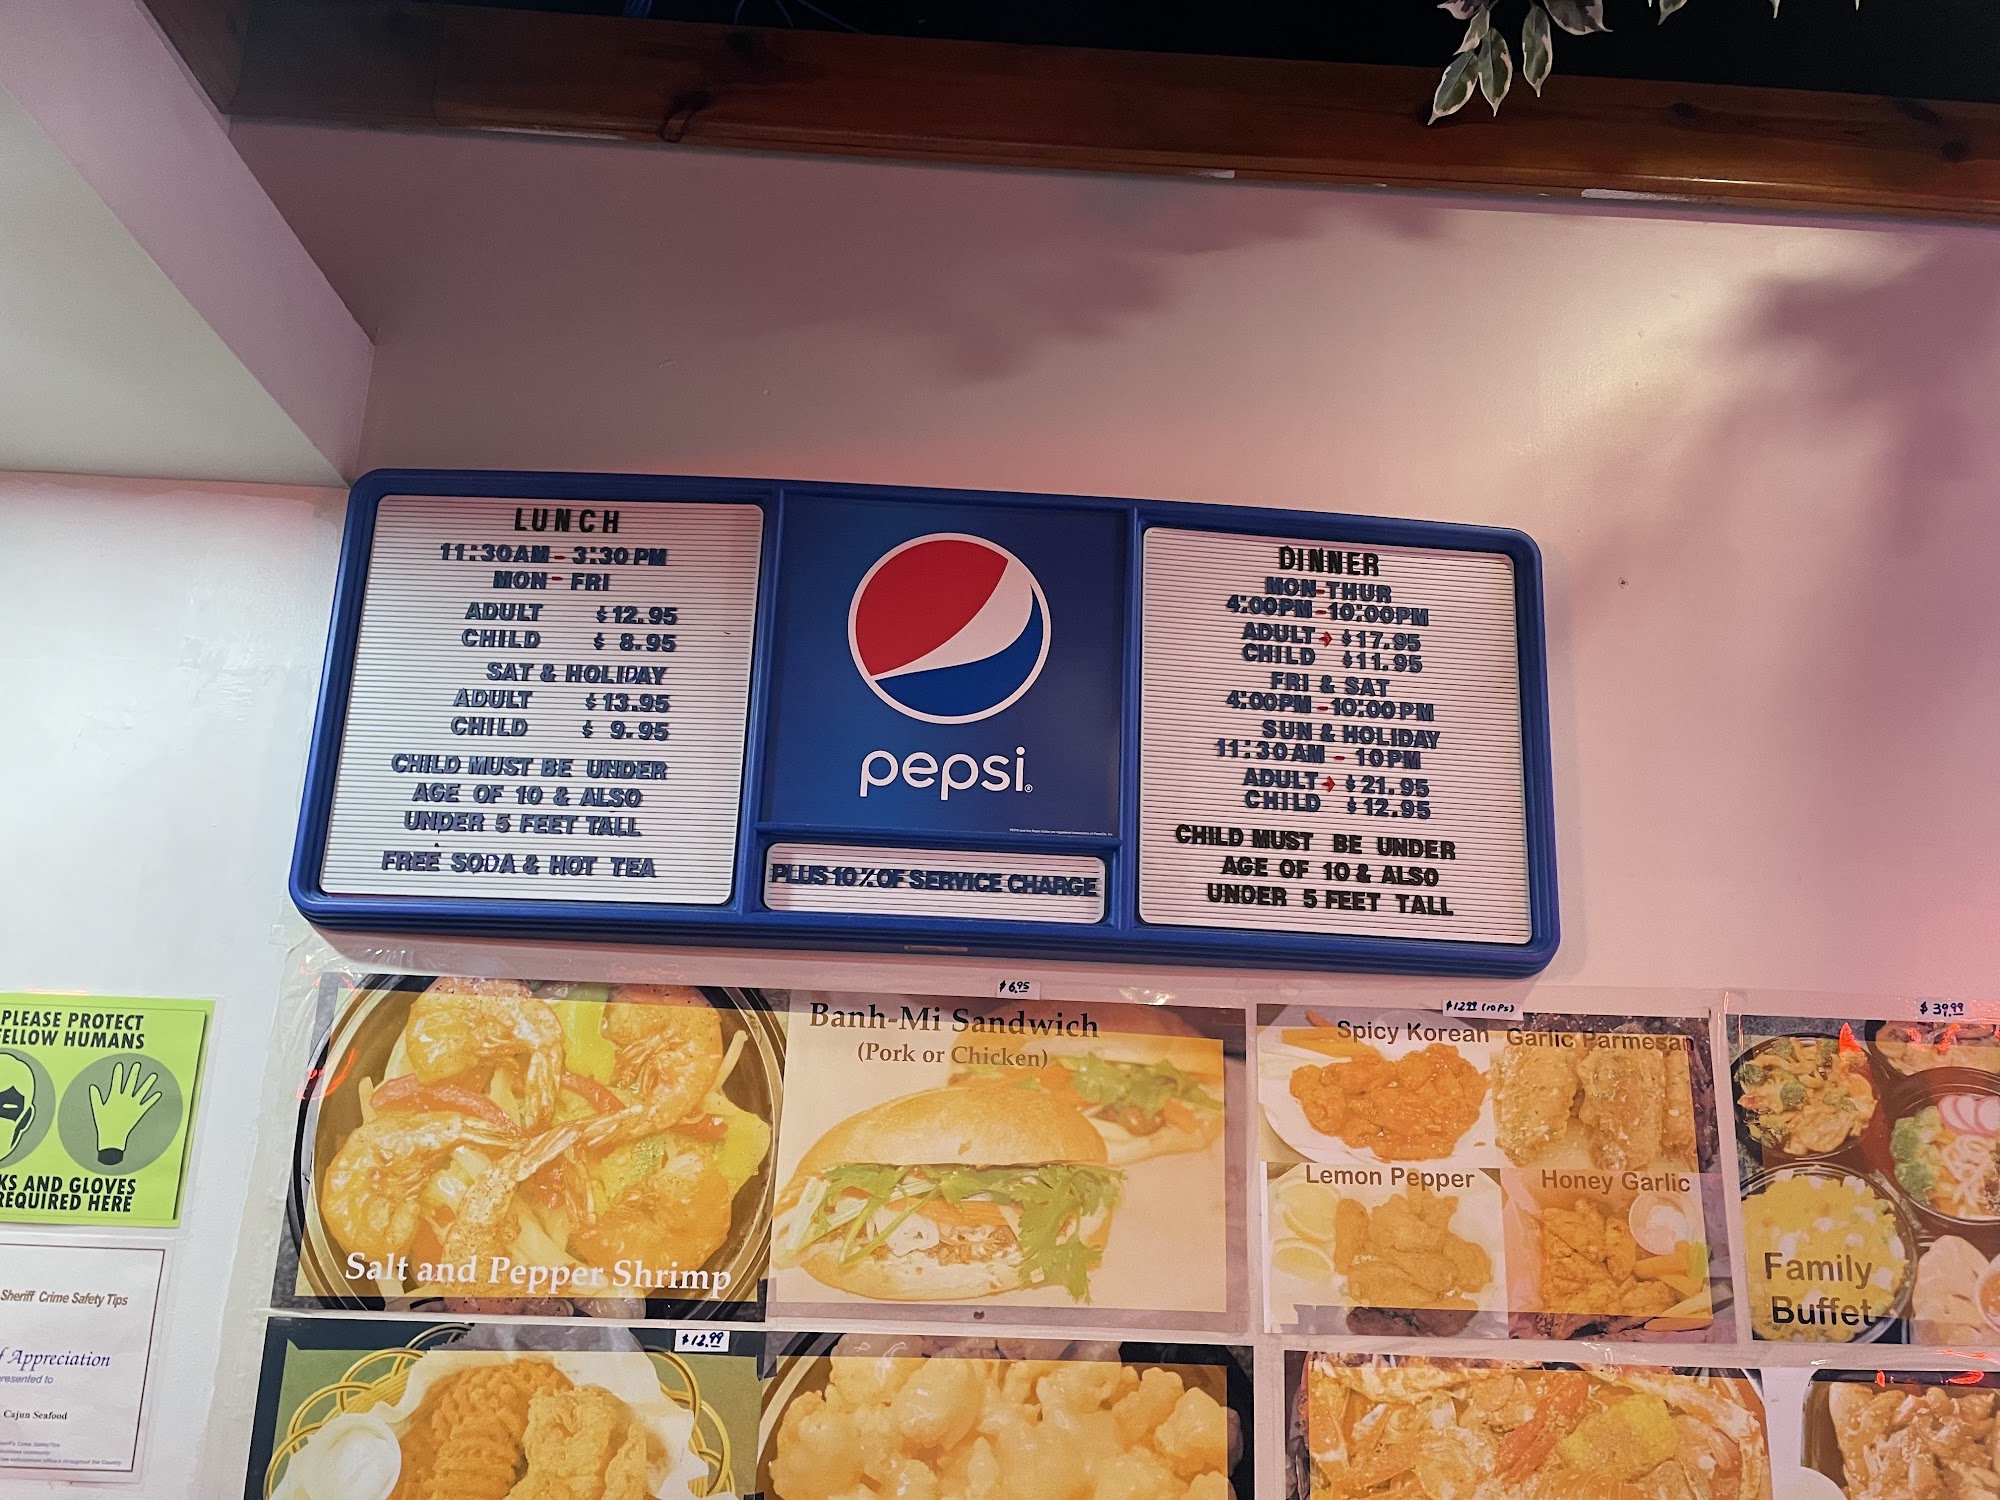 LUNCH
11:30AM - 3:30PM
MON - FRI
ADULT $12.95
CHILD $ 8.95
SAT & HOLIDAY
ADULT $13.95
CHILD $ 9.95
CHILD MUST BE UNDER
AGE OF 10 & ALSO
UNDER 5 FEET TALL
FREE SODA & HOT TEA
pepsi
PLUS 10% OF SERVICE CHARGE
DINNER
MON-THUR
4:00PM-10:00PM
ADULT→ $17.95
CHILD $11.95
FRI & SAT
4:00PM-10:00PM
SUN & HOLIDAY
11:30AM - 10PM
ADULT→ $21.95
CHILD $12.95
CHILD MUST BE UNDER
AGE OF 10 & ALSO
UNDER 5 FEET TALL
PLEASE PROTECT
FELLOW HUMANS
KS AND GLOVES
REQUIRED HERE
Sheriff Crime Safety Tips
f Appreciation
resented to
Cajun Seafood
Salt and Pepper Shrimp
$6.95
Banh-Mi Sandwich
(Pork or Chicken)
$12.99 (10 Ps)
Spicy Korean
Garlic Parmesan
Lemon Pepper
Honey Garlic
$39.99
Family
Buffet
$12.99